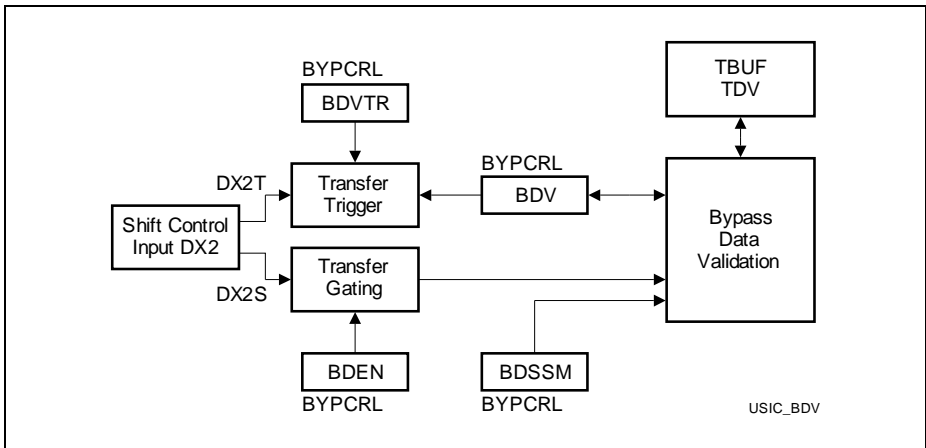 BYPCRL
BDVTR
TBUF
TDV
DX2T
Transfer
Trigger
BYPCRL
BDV
Shift Control
Input DX2
Bypass
Data
Validation
DX2S
Transfer
Gating
BDEN
BYPCRL
BDSSM
BYPCRL
USIC_BDV